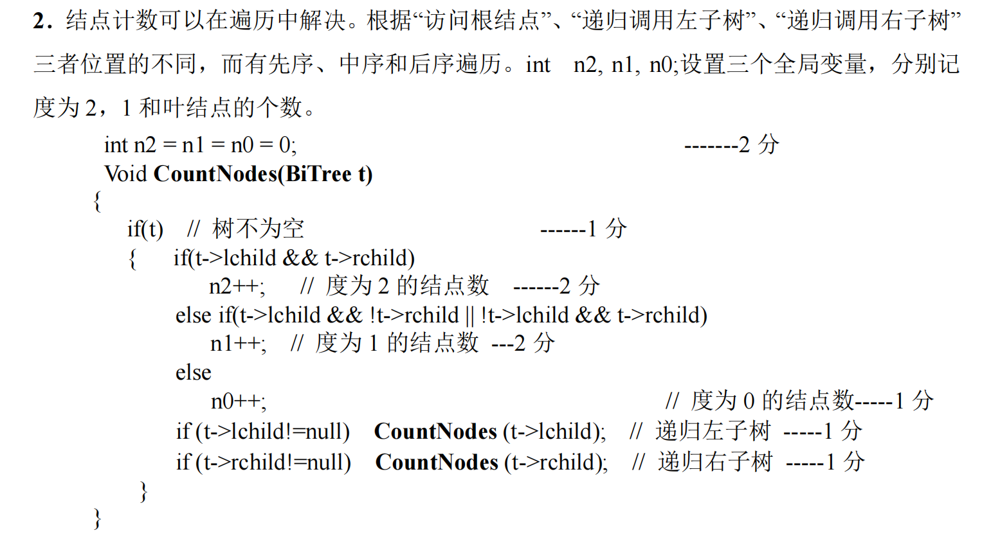 2．结点计数可以在遍历中解决。根据“访问根结点”、“递归调用左子树”、“递归调用右子树”
三者位置的不同，而有先序、中序和后序遍历。int n2, n1, n0;设置三个全局变量，分别记
度为 2，1 和叶结点的个数。
int n2 = n1 = n0 = 0; -------2 分
Void CountNodes(BiTree t)
{
if(t) // 树不为空 ------1 分
{ if(t->lchild && t->rchild)
n2++; // 度为 2 的结点数 ------2 分
else if(t->lchild && !t->rchild || !t->lchild && t->rchild)
n1++; // 度为 1 的结点数 ---2 分
else
n0++; // 度为 0 的结点数-----1 分
if (t->lchild!=null) CountNodes (t->lchild); // 递归左子树 -----1 分
if (t->rchild!=null) CountNodes (t->rchild); // 递归右子树 -----1 分
}
}